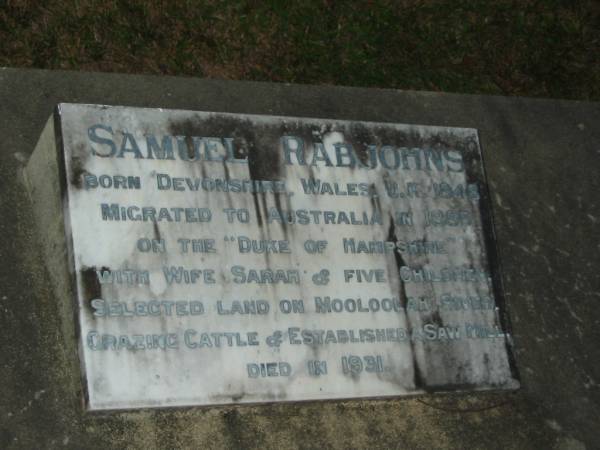 SAMUEL RABJOHNS
BORN DEVONSHIRE, WALES, U.K. 1848
MIGRATED TO AUSTRALIA IN
ON THE "DUKE OF HAMPSHIRE"
WITH WIFE SARAH & FIVE CHILDREN.
SELECTED LAND ON MOOLOOLAH RIVER.
GRAZING CATTLE & ESTABLISHED A SAW MILL.
DIED IN 1931.